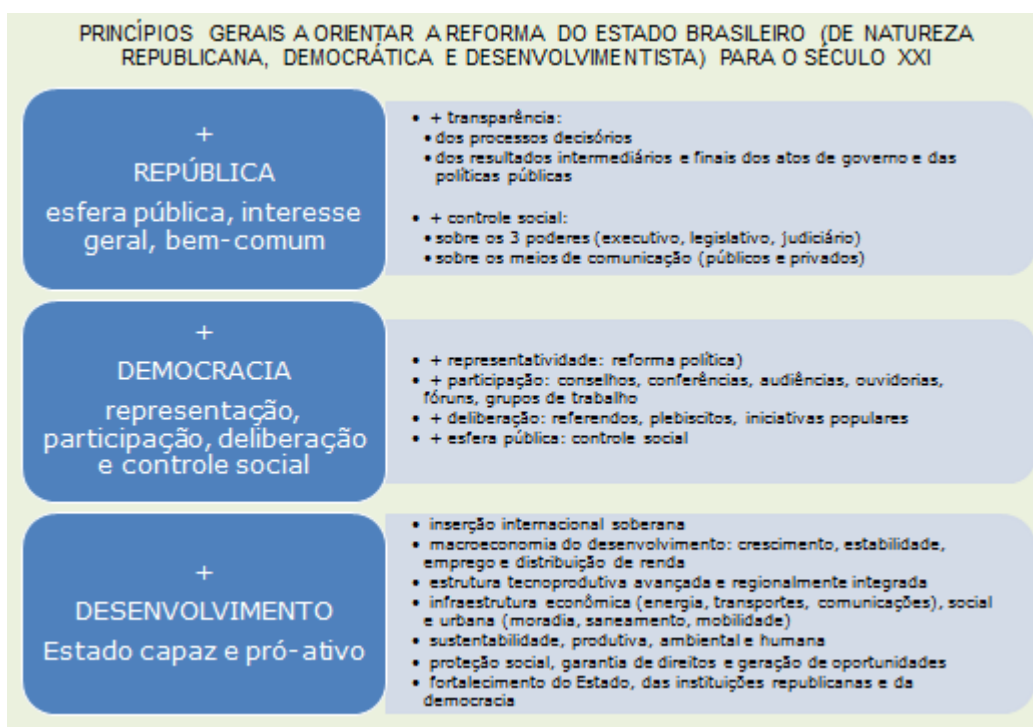 PRINCÍPIOS GERAIS A ORIENTAR A REFORMA DO ESTADO BRASILEIRO (DE NATUREZA
REPUBLICANA, DEMOCRÁTICA E DESENVOLVIMENTISTA) PARA O SÉCULO XXI
+
REPÚBLICA
esfera pública, interesse
geral, bem-comum
• + transparência:
• dos processos decisórios
• dos resultados intermediários e finais dos atos de governo e das
políticas públicas
• + controle social:
• sobre os 3 poderes (executivo, legislativo, judiciário)
• sobre os meios de comunicação (públicos e privados)
+
DEMOCRACIA
representação,
participação, deliberação
e controle social
• + representatividade: reforma política)
• + participação: conselhos, conferências, audiências, ouvidorias,
fóruns, grupos de trabalho
• + deliberação: referendos, plebiscitos, iniciativas populares
• + esfera pública: controle social
+
DESENVOLVIMENTO
Estado capaz e pró-ativo
• inserção internacional soberana
• macroeconomia do desenvolvimento: crescimento, estabilidade,
emprego e distribuição de renda
• estrutura tecnoprodutiva avançada e regionalmente integrada
• infraestrutura econômica (energia, transportes, comunicações), social
e urbana (moradia, saneamento, mobilidade)
• sustentabilidade, produtiva, ambiental e humana
• proteção social, garantia de direitos e geração de oportunidades
• fortalecimento do Estado, das instituições republicanas e da
democracia